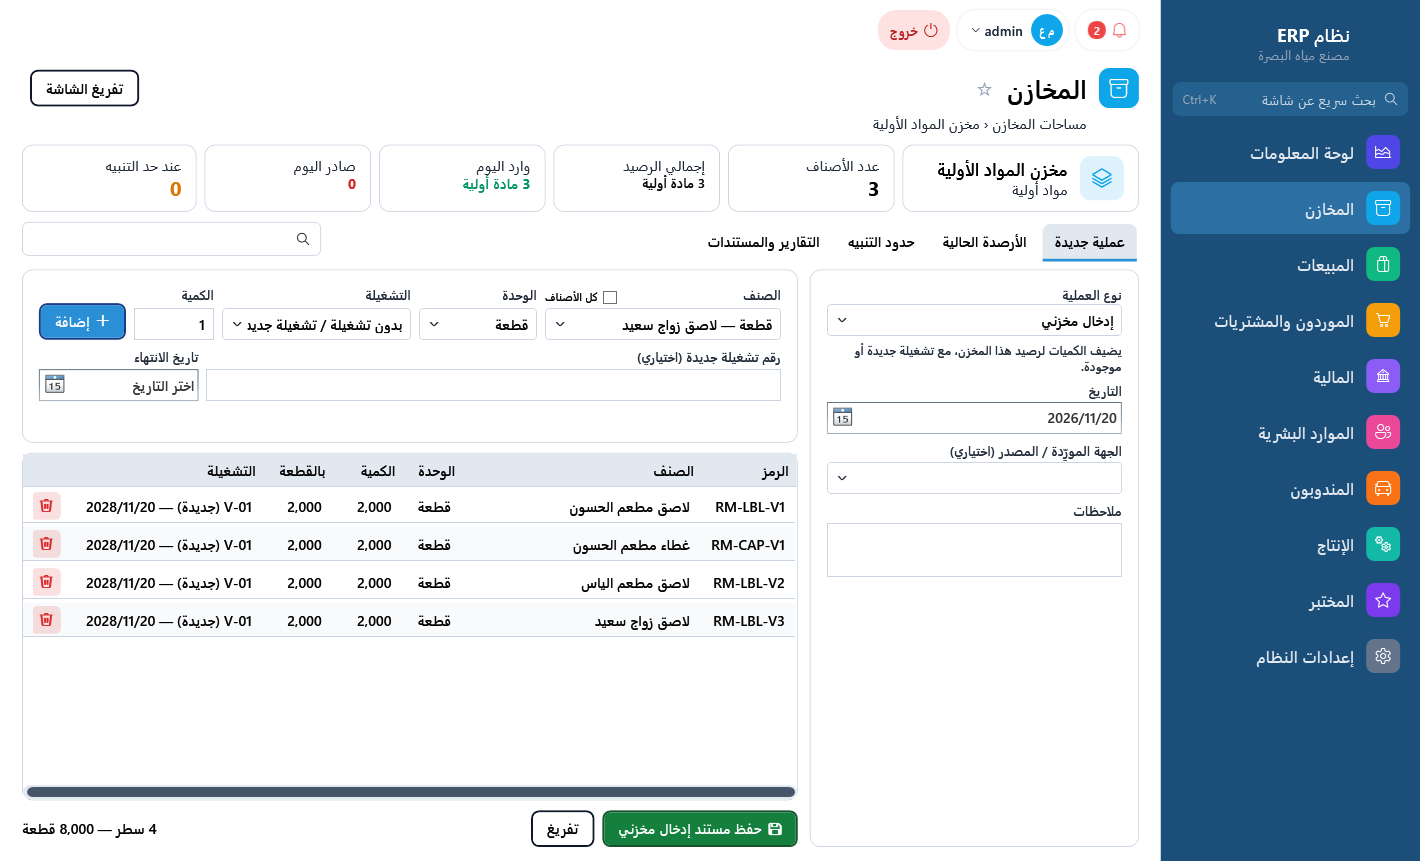 نظام ERP
مصنع مياه البصرة
بحث سريع عن شاشة
Ctrl+K
لوحة المعلومات
المخازن
المبيعات
الموردون والمشتريات
المالية
الموارد البشرية
المندوبون
الإنتاج
المختبر
إعدادات النظام
2
م ع
admin
خروج
المخازن
مساحات المخازن › مخزن المواد الأولية
تفريغ الشاشة
مخزن المواد الأولية
مواد أولية
عدد الأصناف
3
إجمالي الرصيد
3 مادة أولية
وارد اليوم
3 مادة أولية
صادر اليوم
0
عند حد التنبيه
0
عملية جديدة
الأرصدة الحالية
حدود التنبيه
التقارير والمستندات
نوع العملية
إدخال مخزني
يضيف الكميات لرصيد هذا المخزن، مع تشغيلة جديدة أو
موجودة.
التاريخ
2026/11/20
15
الجهة المورّدة / المصدر (اختياري)
ملاحظات
الصنف
كل الأصناف
الوحدة
التشغيلة
الكمية
قطعة — لاصق زواج سعيد
قطعة
بدون تشغيلة / تشغيلة جديد
1
إضافة
رقم تشغيلة جديدة (اختياري)
تاريخ الانتهاء
اختر التاريخ
15
الرمز الصنف الوحدة الكمية بالقطعة التشغيلة
RM-LBL-V1 لاصق مطعم الحسون قطعة 2,000 2,000 V-01 (جديدة) — 2028/11/20
RM-CAP-V1 غطاء مطعم الحسون قطعة 2,000 2,000 V-01 (جديدة) — 2028/11/20
RM-LBL-V2 لاصق مطعم الياس قطعة 2,000 2,000 V-01 (جديدة) — 2028/11/20
RM-LBL-V3 لاصق زواج سعيد قطعة 2,000 2,000 V-01 (جديدة) — 2028/11/20
حفظ مستند إدخال مخزني
تفريغ
4 سطر — 8,000 قطعة